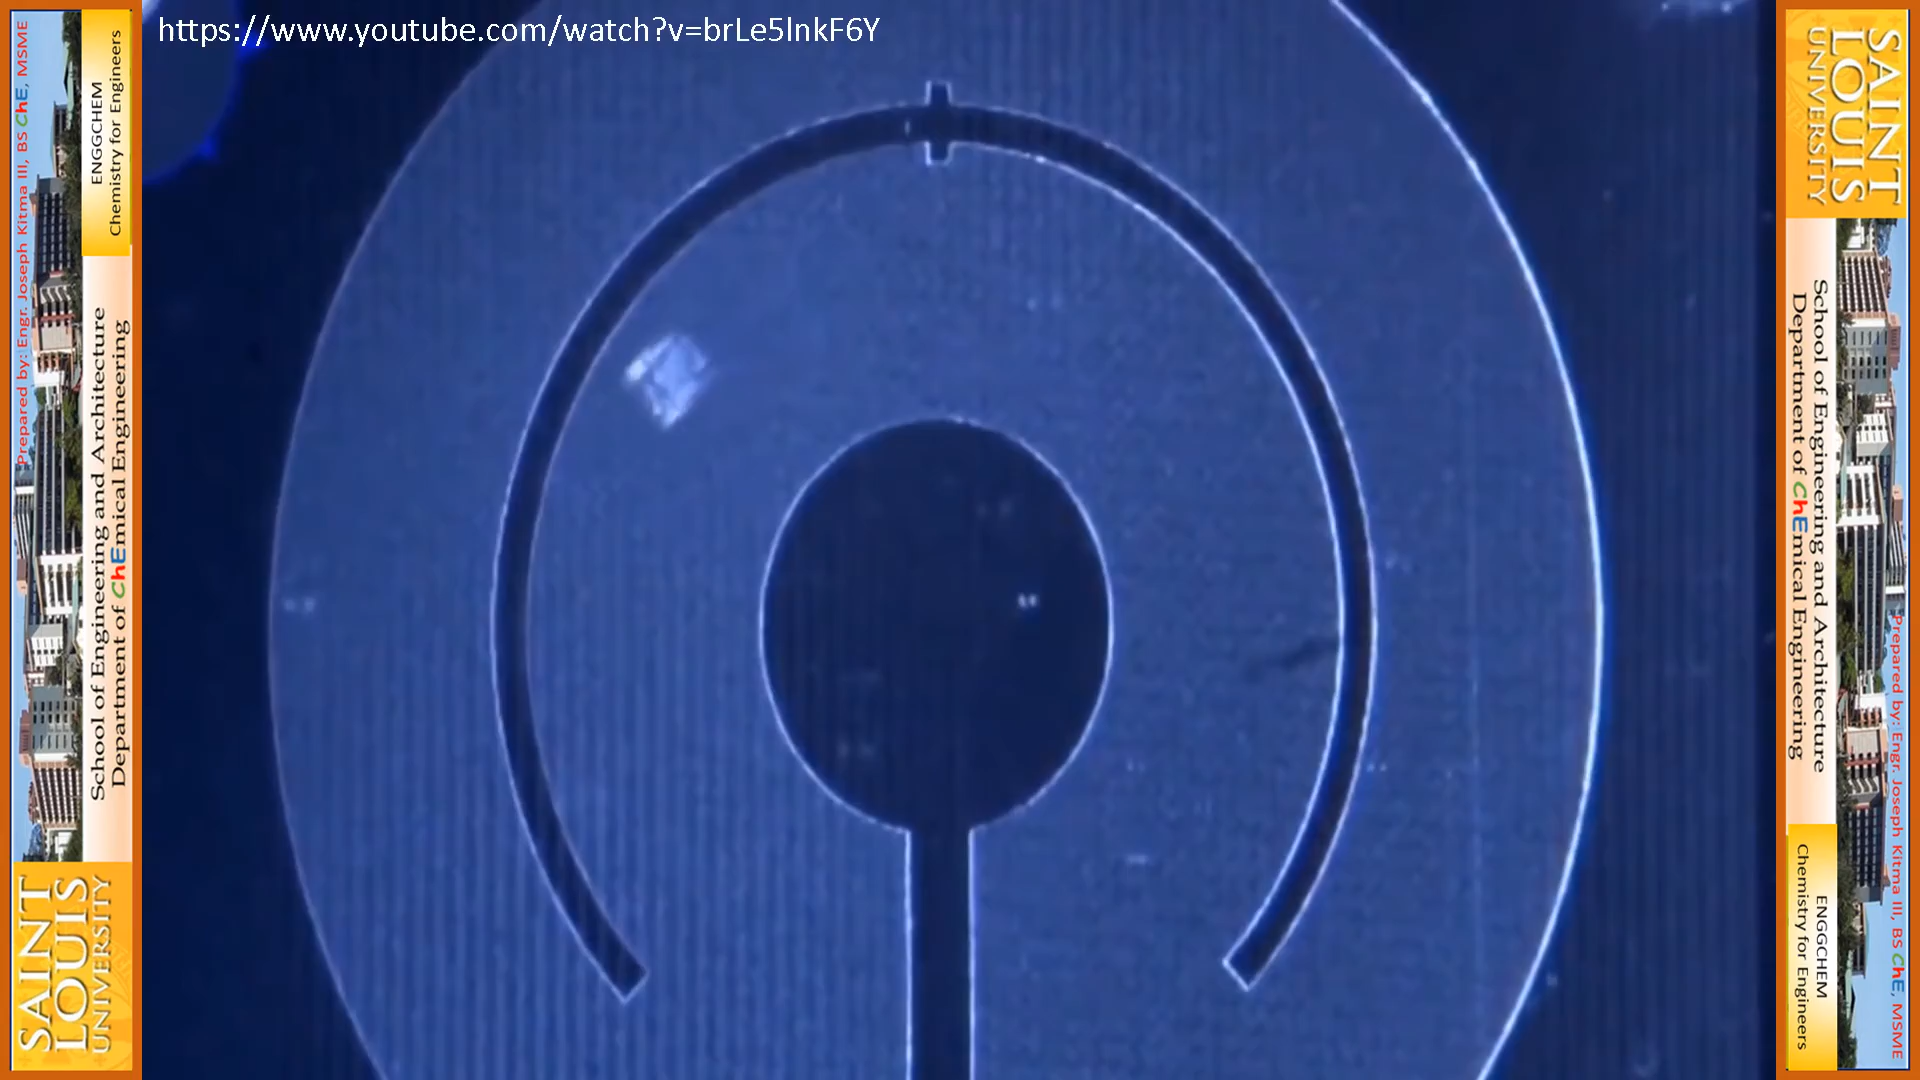 https://www.youtube.com/watch?v=brLe5lnkF6Y
Prepared by: Engr. Joseph Kitma III, BS ChE, MSME
ENGGCHEM
Chemistry for Engineers
School of Engineering and Architecture
Department of ChEmical Engineering
SAINT
LOUIS
UNIVERSITY
SAINT
LOUIS
UNIVERSITY
School of Engineering and Architecture
Department of ChEmical Engineering
ENGGCHEM
Chemistry for Engineers
Prepared by: Engr. Joseph Kitma III, BS ChE, MSME